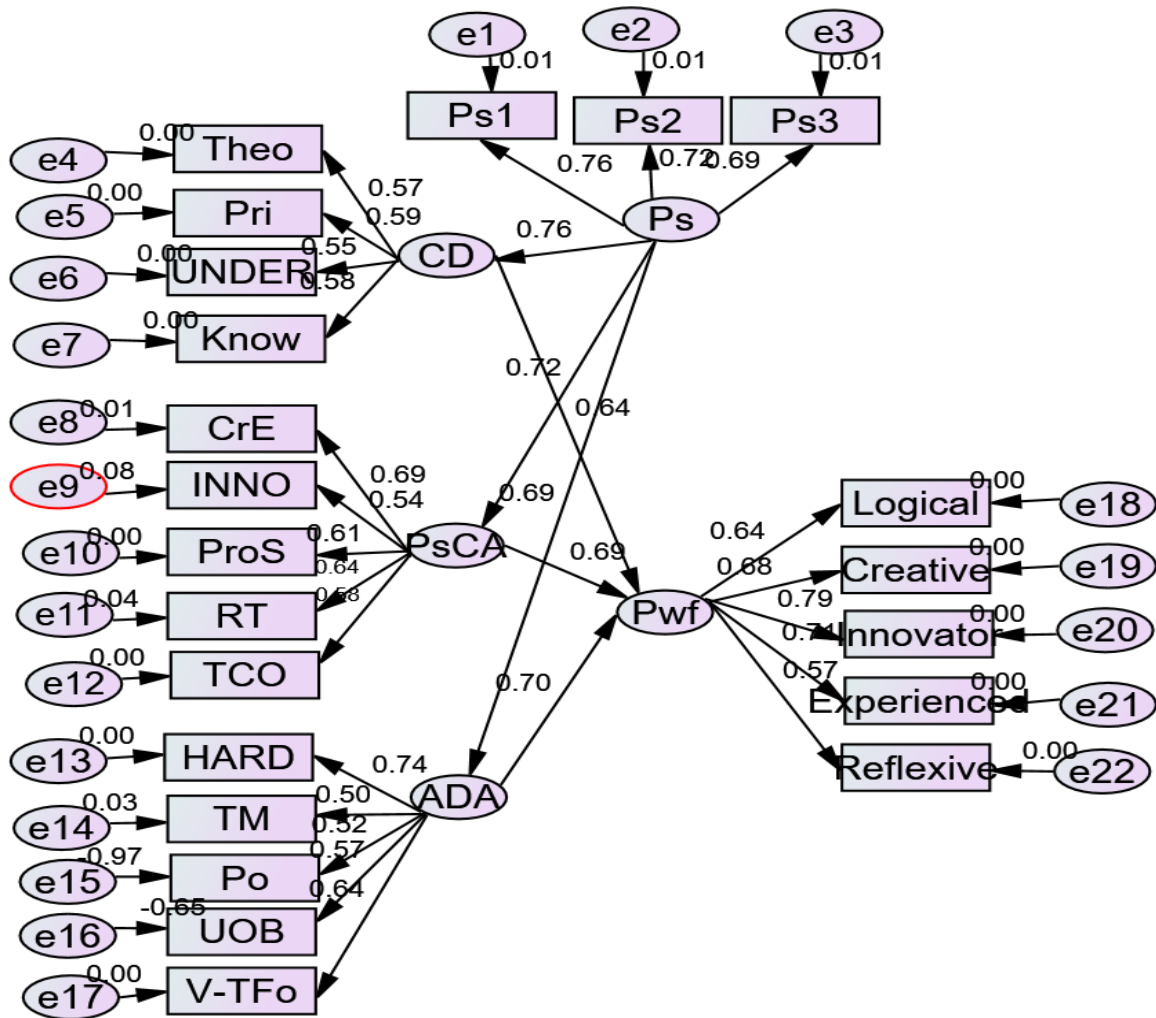 e1
e2
e3
0.01
0.01
0.01
Ps1
Ps2
Ps3
0.76
0.72
0.69
Ps
e4
0.00
Theo
0.57
e5
0.00
Pri
0.59
e6
0.00
UNDER
0.55
e7
0.00
Know
0.58
CD
0.76
0.72
0.64
e8
0.01
CrE
0.69
e9
0.08
INNO
0.54
e10
0.00
ProS
0.61
e11
0.04
RT
0.64
e12
0.00
TCO
0.58
PsCA
0.69
0.69
Pwf
0.70
e13
0.00
HARD
0.74
e14
0.03
TM
0.50
e15
-0.97
Po
0.52
e16
-0.65
UOB
0.57
e17
0.00
V-TFo
0.64
ADA
0.64
Logical
0.00
e18
0.68
Creative
0.00
e19
0.79
Innovator
0.00
e20
0.71
Experienced
0.00
e21
0.57
Reflexive
0.00
e22